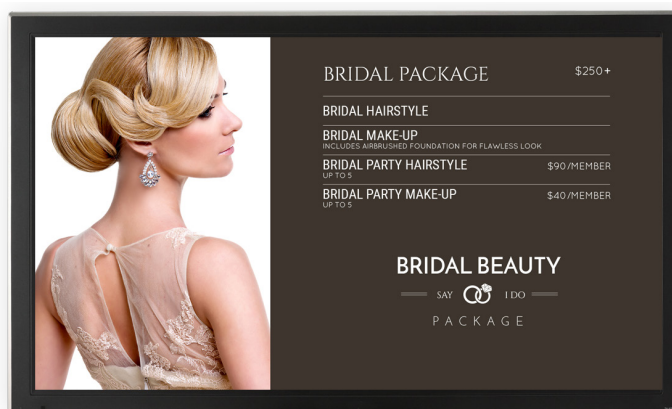 BRIDAL PACKAGE $250+
BRIDAL HAIRSTYLE
BRIDAL MAKE-UP
INCLUDES AIRBRUSHED FOUNDATION FOR FLAWLESS LOOK
BRIDAL PARTY HAIRSTYLE $90/MEMBER
UP TO 5
BRIDAL PARTY MAKE-UP $40/MEMBER
UP TO 5
BRIDAL BEAUTY
SAY I DO
PACKAGE